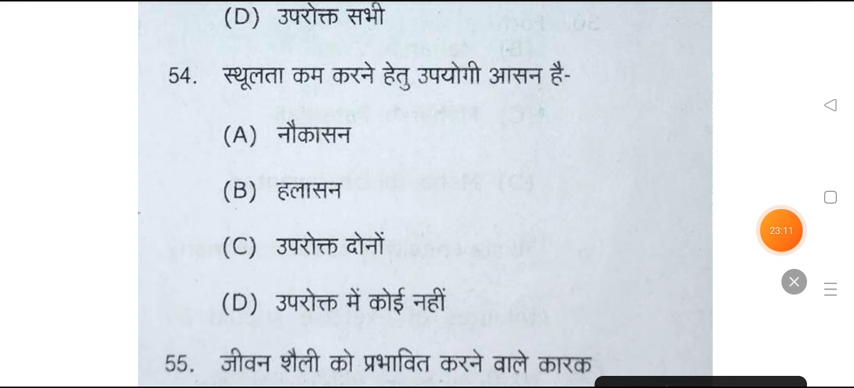 (D) उपरोक्त सभी
54. स्थूलता कम करने हेतु उपयोगी आसन है-
(A) नौकासन
(B) हलासन
(C) उपरोक्त दोनों
(D) उपरोक्त में कोई नहीं
55. जीवन शैली को प्रभावित करने वाले कारक
23:11